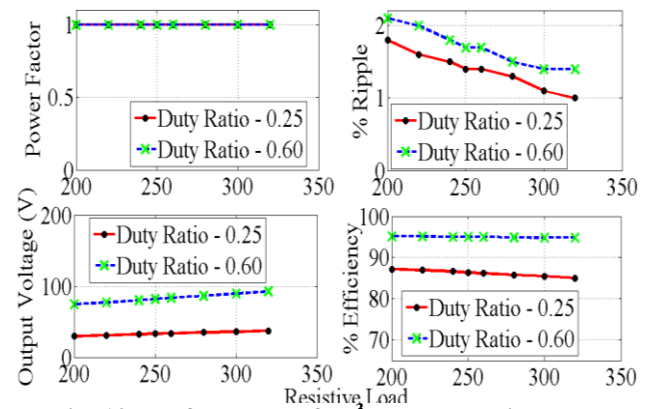 Power Factor
1
0.5
0
200
250
300
350
Duty Ratio - 0.25
Duty Ratio - 0.60
% Ripple
2
1
0
200
250
300
350
Duty Ratio - 0.25
Duty Ratio - 0.60
Output Voltage (V)
200
100
0
200
250
300
350
Duty Ratio - 0.25
Duty Ratio - 0.60
% Efficiency
100
90
80
70
200
250
300
350
Duty Ratio - 0.25
Duty Ratio - 0.60
Resistive Load